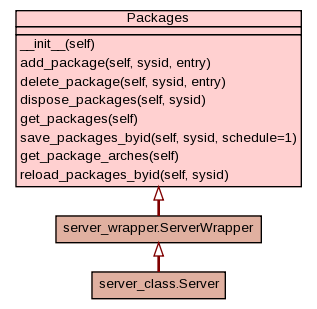 Packages
__init__(self)
add_package(self, sysid, entry)
delete_package(self, sysid, entry)
dispose_packages(self, sysid)
get_packages(self)
save_packages_byid(self, sysid, schedule=1)
get_package_arches(self)
reload_packages_byid(self, sysid)
server_wrapper.ServerWrapper
server_class.Server